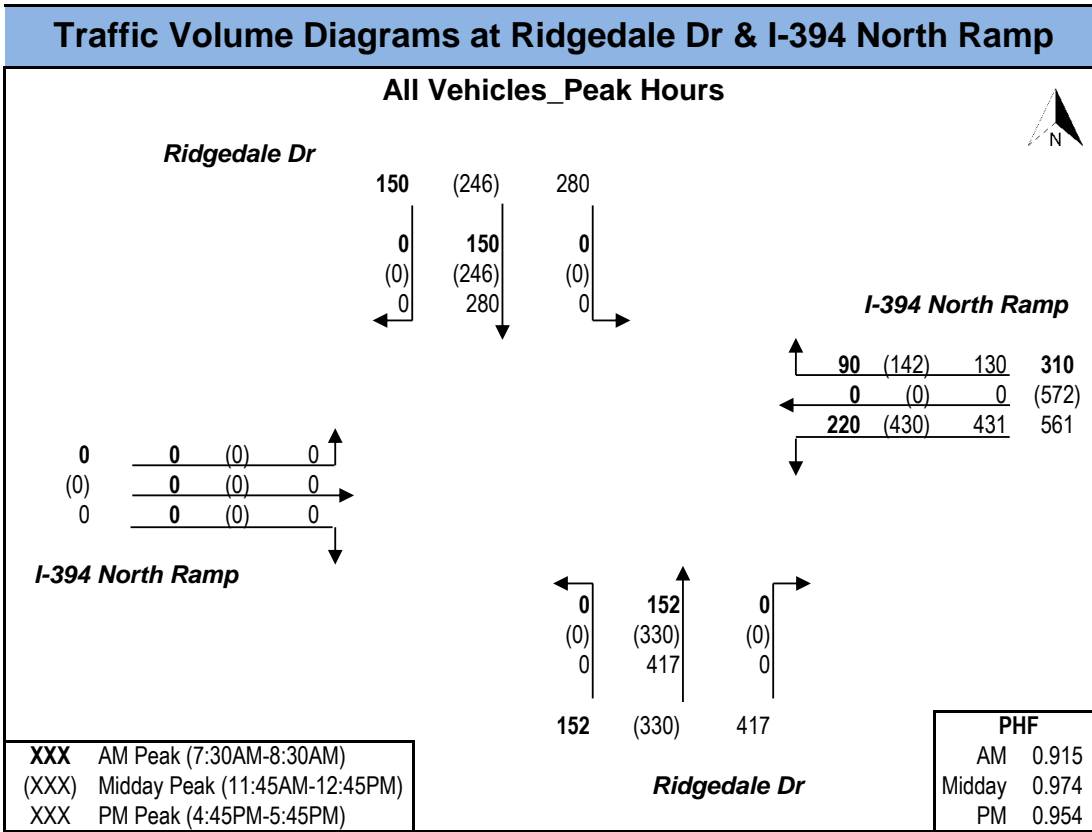 Traffic Volume Diagrams at Ridgedale Dr & I-394 North Ramp
All Vehicles_Peak Hours
N
Ridgedale Dr
150 (246) 280
0 150 0
(0) (246) (0)
0 280 0
I-394 North Ramp
90 (142) 130 310
0 (0) 0 (572)
220 (430) 431 561
0 0 (0) 0
(0) 0 (0) 0
0 0 (0) 0
I-394 North Ramp
0 152 0
(0) (330) (0)
0 417 0
152 (330) 417
Ridgedale Dr
XXX AM Peak (7:30AM-8:30AM)
(XXX) Midday Peak (11:45AM-12:45PM)
XXX PM Peak (4:45PM-5:45PM)
PHF
AM 0.915
Midday 0.974
PM 0.954